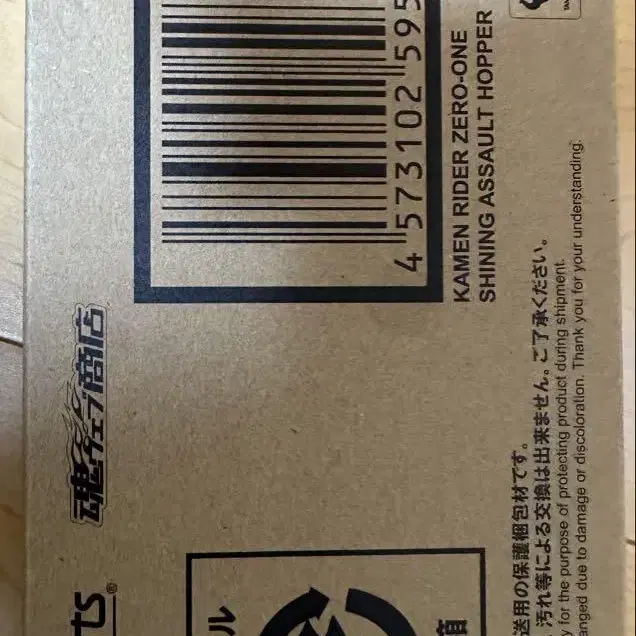 4 573102 595
KAMEN RIDER ZERO-ONE
SHINING ASSAULT HOPPER
魂ウェブ商店
送用の保護梱包材です。
汚れ等による交換は出来ません。ご了承ください。
for the purpose of protecting product during shipment.
anged due to damage or discoloration. Thank you for your understanding.
rts®
ル
箱